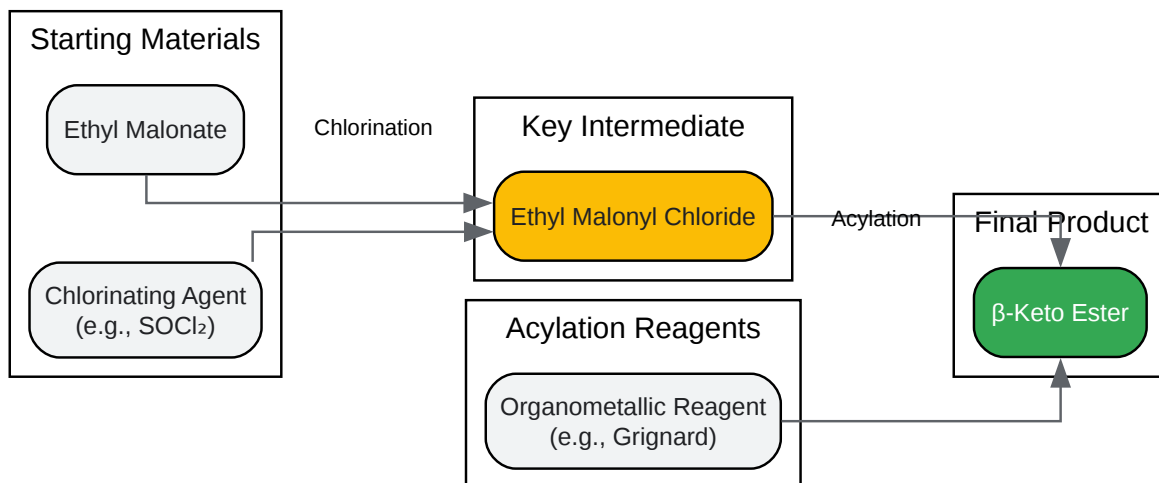 Starting Materials
Ethyl Malonate
Chlorinating Agent
(e.g., SOCl₂)
Chlorination
Key Intermediate
Ethyl Malonyl Chloride
Acylation Reagents
Organometallic Reagent
(e.g., Grignard)
Acylation
Final Product
β-Keto Ester